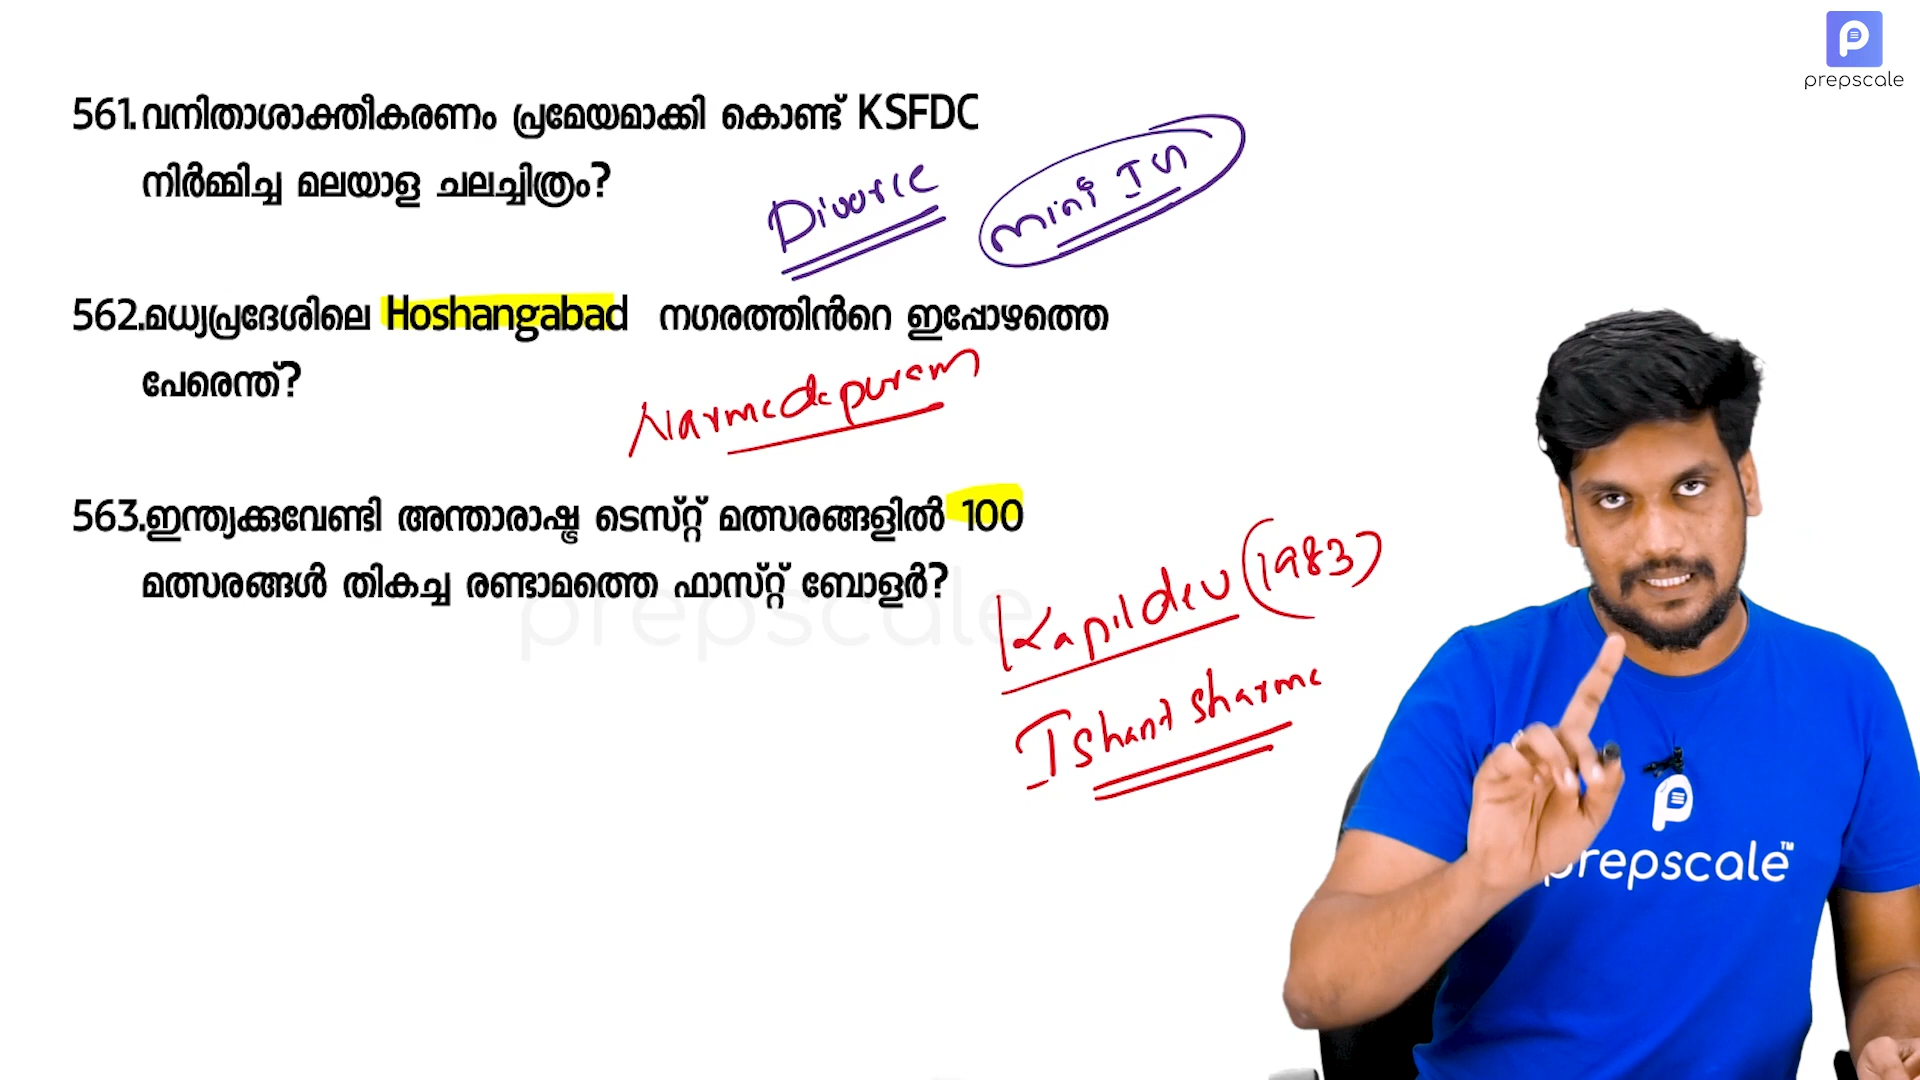 prepscale
561. വനിതാശാക്തീകരണം പ്രമേയമാക്കി കൊണ്ട് KSFDC
നിർമ്മിച്ച മലയാള ചലച്ചിത്രം?
Divorce
mini IG
562. മധ്യപ്രദേശിലെ Hoshangabad നഗരത്തിൻറെ ഇപ്പോഴത്തെ
പേരെന്ത്?
Narmadapuram
563. ഇന്ത്യക്കുവേണ്ടി അന്താരാഷ്ട്ര ടെസ്റ്റ് മത്സരങ്ങളിൽ 100
മത്സരങ്ങൾ തികച്ച രണ്ടാമത്തെ ഫാസ്റ്റ് ബോളർ?
prepscale
Kapildev (1983)
Ishant sharma
prepscale™